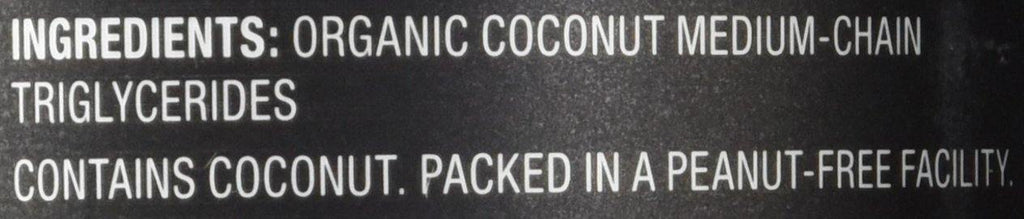 INGREDIENTS: ORGANIC COCONUT MEDIUM-CHAIN
TRIGLYCERIDES
CONTAINS COCONUT. PACKED IN A PEANUT-FREE FACILITY.